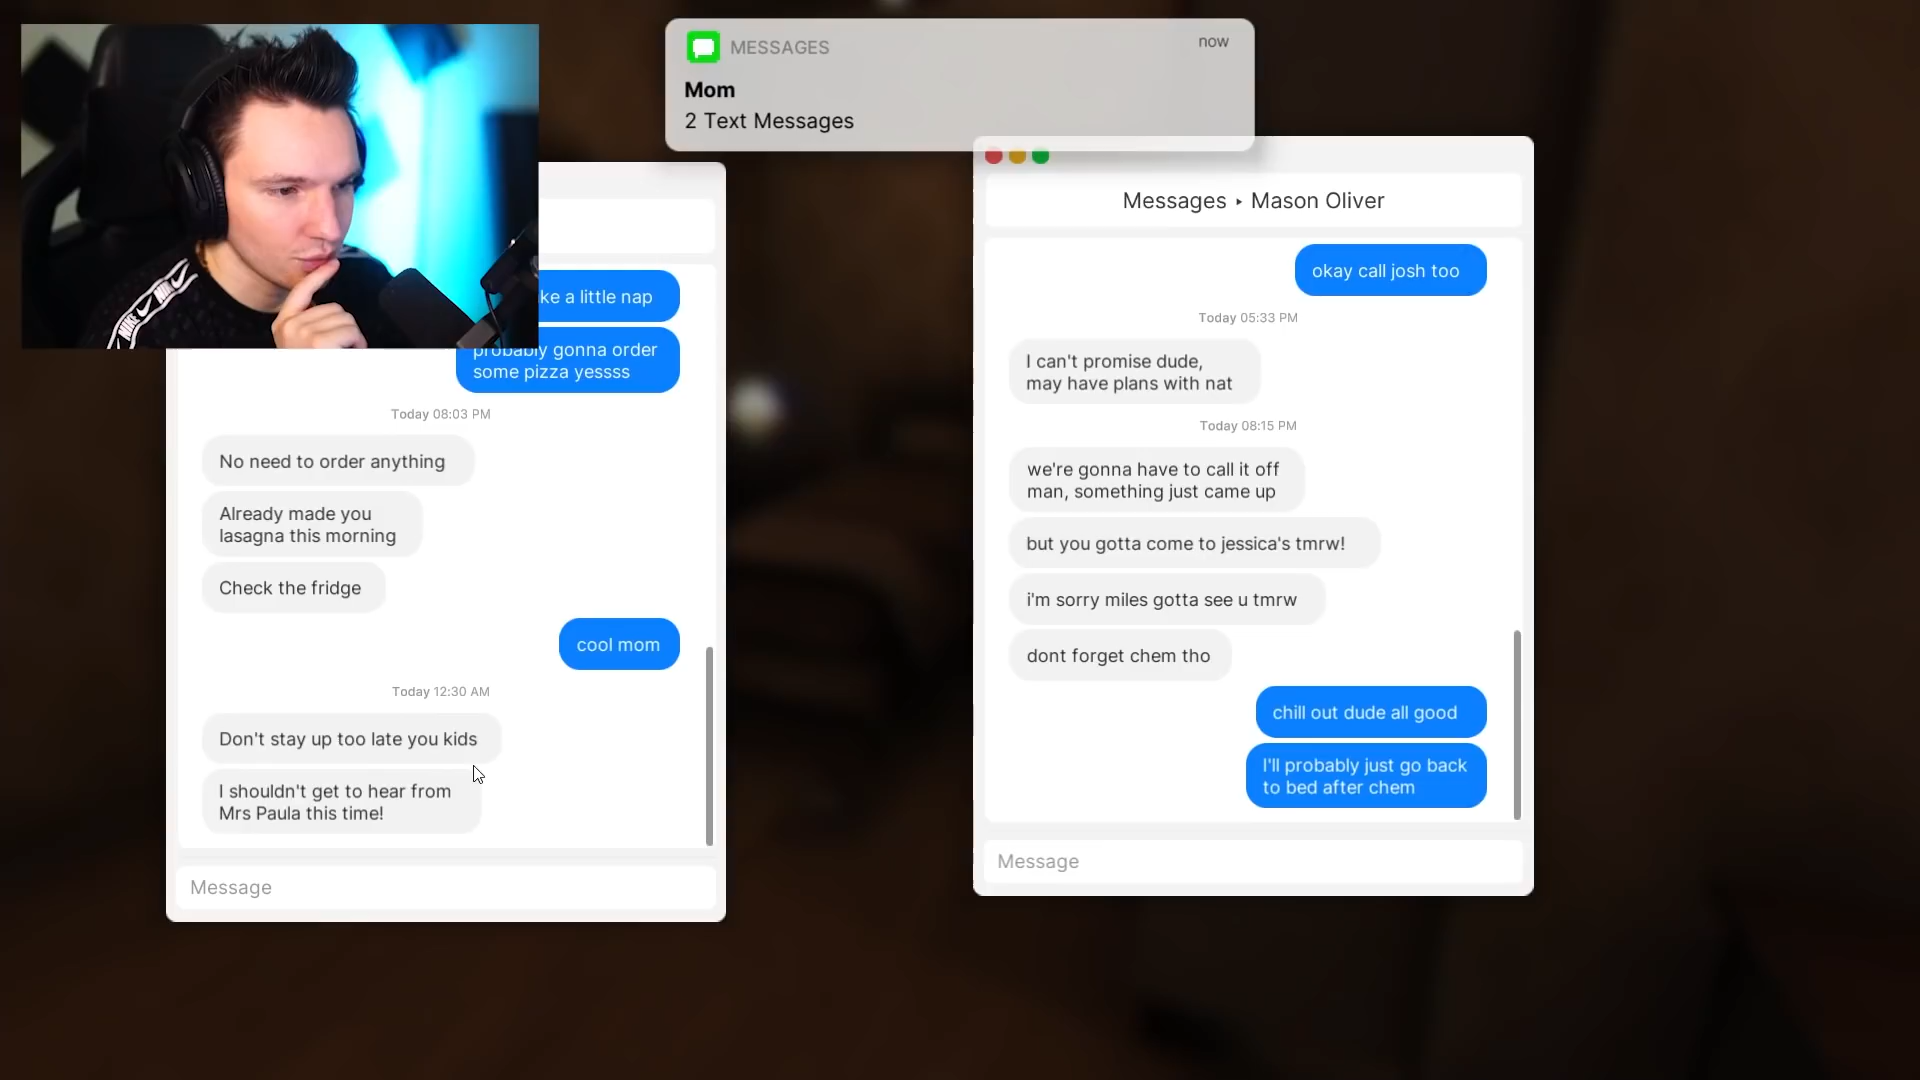 MESSAGES
now
Mom
2 Text Messages
ke a little nap
probably gonna order
some pizza yessss
Today 08:03 PM
No need to order anything
Already made you
lasagna this morning
Check the fridge
cool mom
Today 12:30 AM
Don't stay up too late you kids
I shouldn't get to hear from
Mrs Paula this time!
Message
Messages ‣ Mason Oliver
okay call josh too
Today 05:33 PM
I can't promise dude,
may have plans with nat
Today 08:15 PM
we're gonna have to call it off
man, something just came up
but you gotta come to jessica's tmrw!
i'm sorry miles gotta see u tmrw
dont forget chem tho
chill out dude all good
I'll probably just go back
to bed after chem
Message
NIKE